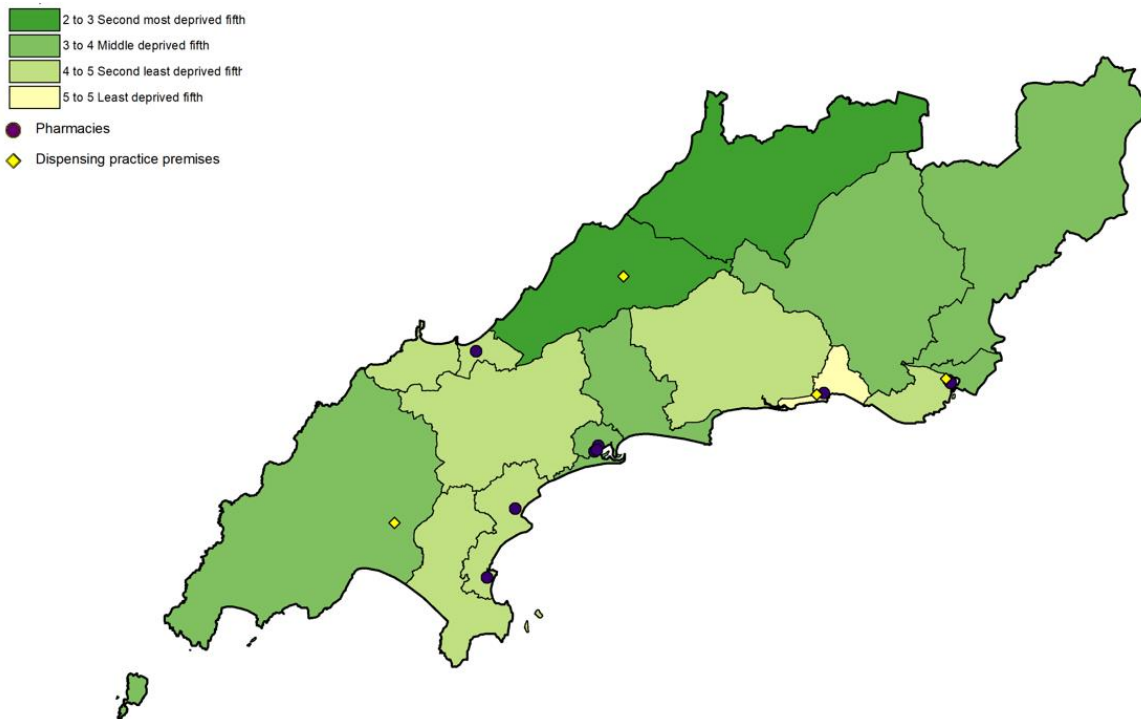 2 to 3 Second most deprived fifth
3 to 4 Middle deprived fifth
4 to 5 Second least deprived fifth
5 to 5 Least deprived fifth
Pharmacies
Dispensing practice premises